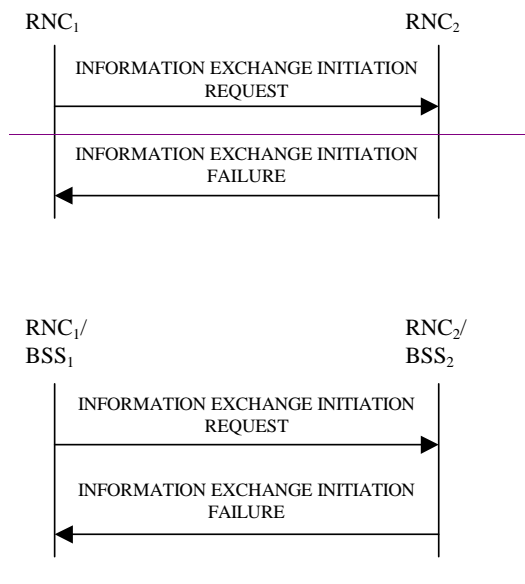 RNC₁ RNC₂
INFORMATION EXCHANGE INITIATION
REQUEST
INFORMATION EXCHANGE INITIATION
FAILURE
RNC₁/ RNC₂/
BSS₁ BSS₂
INFORMATION EXCHANGE INITIATION
REQUEST
INFORMATION EXCHANGE INITIATION
FAILURE